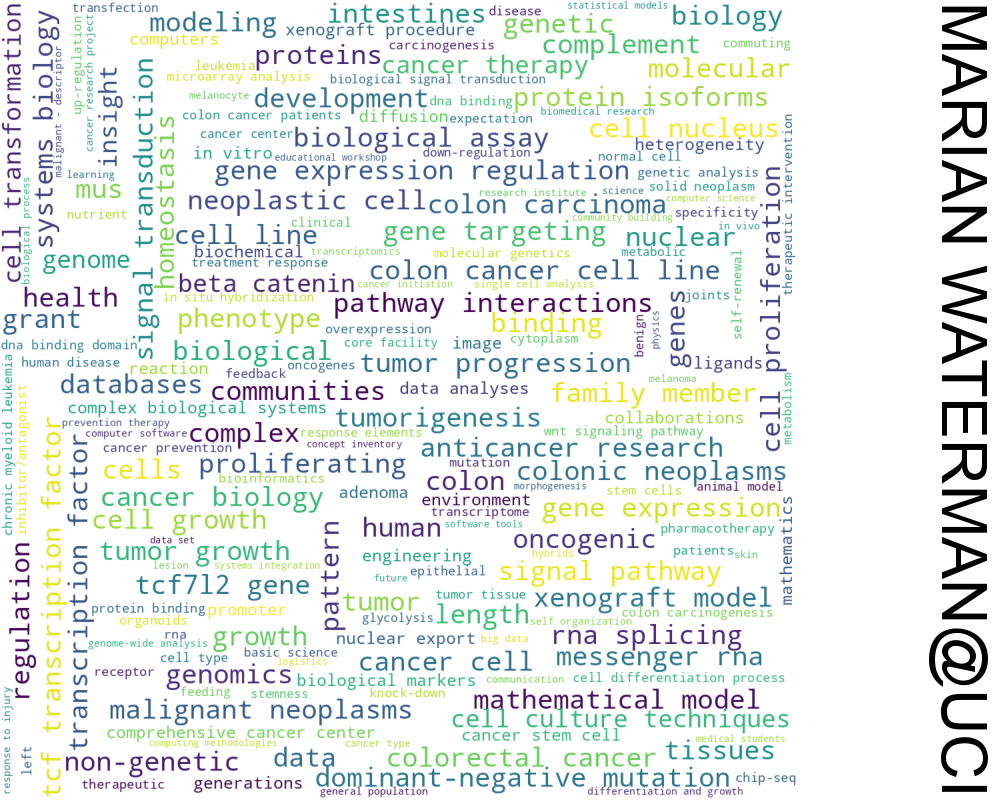 transfection
modeling
intestines
disease
statistical models
genetic
biology
computers
xenograft procedure
carcinogenesis
complement
commuting
proteins
leukemia
cancer therapy
molecular
microarray analysis
biological signal transduction
melanocyte
development
dna binding
protein isoforms
colon cancer patients
diffusion
expectation
biomedical research
cell nucleus
cancer center
biological assay
heterogeneity
in vitro
educational workshop
down-regulation
normal cell
gene expression regulation
genetic analysis
learning
mus
neoplastic cell
research institute
science
solid neoplasm
colon carcinoma
computer science
nutrient
clinical
community building
specificity
in vivo
cell line
gene targeting
nuclear
biochemical
transcriptomics
molecular genetics
metabolic
genome
treatment response
colon cancer cell line
beta catenin
cancer initiation
single cell analysis
health
in situ hybridization
pathway interactions
joints
grant
phenotype
overexpression
binding
dna binding domain
biological
core facility
image
cytoplasm
human disease
reaction
oncogenes
tumor progression
ligands
feedback
databases
communities
data analyses
family member
melanoma
complex biological systems
tumorigenesis
collaborations
prevention therapy
computer software
complex
response elements
wnt signaling pathway
cancer prevention
concept inventory
anticancer research
cells
proliferating
mutation
colonic neoplasms
bioinformatics
colon
morphogenesis
animal model
cancer biology
adenoma
environment
stem cells
transcriptome
gene expression
cell growth
human
software tools
pharmacotherapy
data set
oncogenic
tumor growth
engineering
hybrids
patients
skin
lesion
systems integration
epithelial
signal pathway
future
tcf7l2 gene
tumor
tumor tissue
xenograft model
protein binding
promoter
glycolysis
length
colon carcinogenesis
organoids
self organization
rna
growth
nuclear export
big data
rna splicing
genome-wide analysis
basic science
cell type
logistics
cancer cell
messenger rna
receptor
genomics
biological markers
communication
cell differentiation process
feeding
stemness
knock-down
mathematical model
malignant neoplasms
cell culture techniques
comprehensive cancer center
cancer stem cell
medical students
computing methodologies
cancer type
tissues
non-genetic
data
colorectal cancer
therapeutic
generations
dominant-negative mutation
chip-seq
general population
differentiation and growth
cell transformation
biological process
systems biology
malignant - descriptor
up-regulation
cancer research project
insight
signal transduction
homeostasis
therapeutic intervention
cell proliferation
self-renewal
genes
physics
benign
metabolism
chronic myeloid leukemia
inhibitor/antagonist
tcf transcription factor
transcription factor
regulation
pattern
mathematics
response to injury
left
MARIAN WATERMAN@UCI